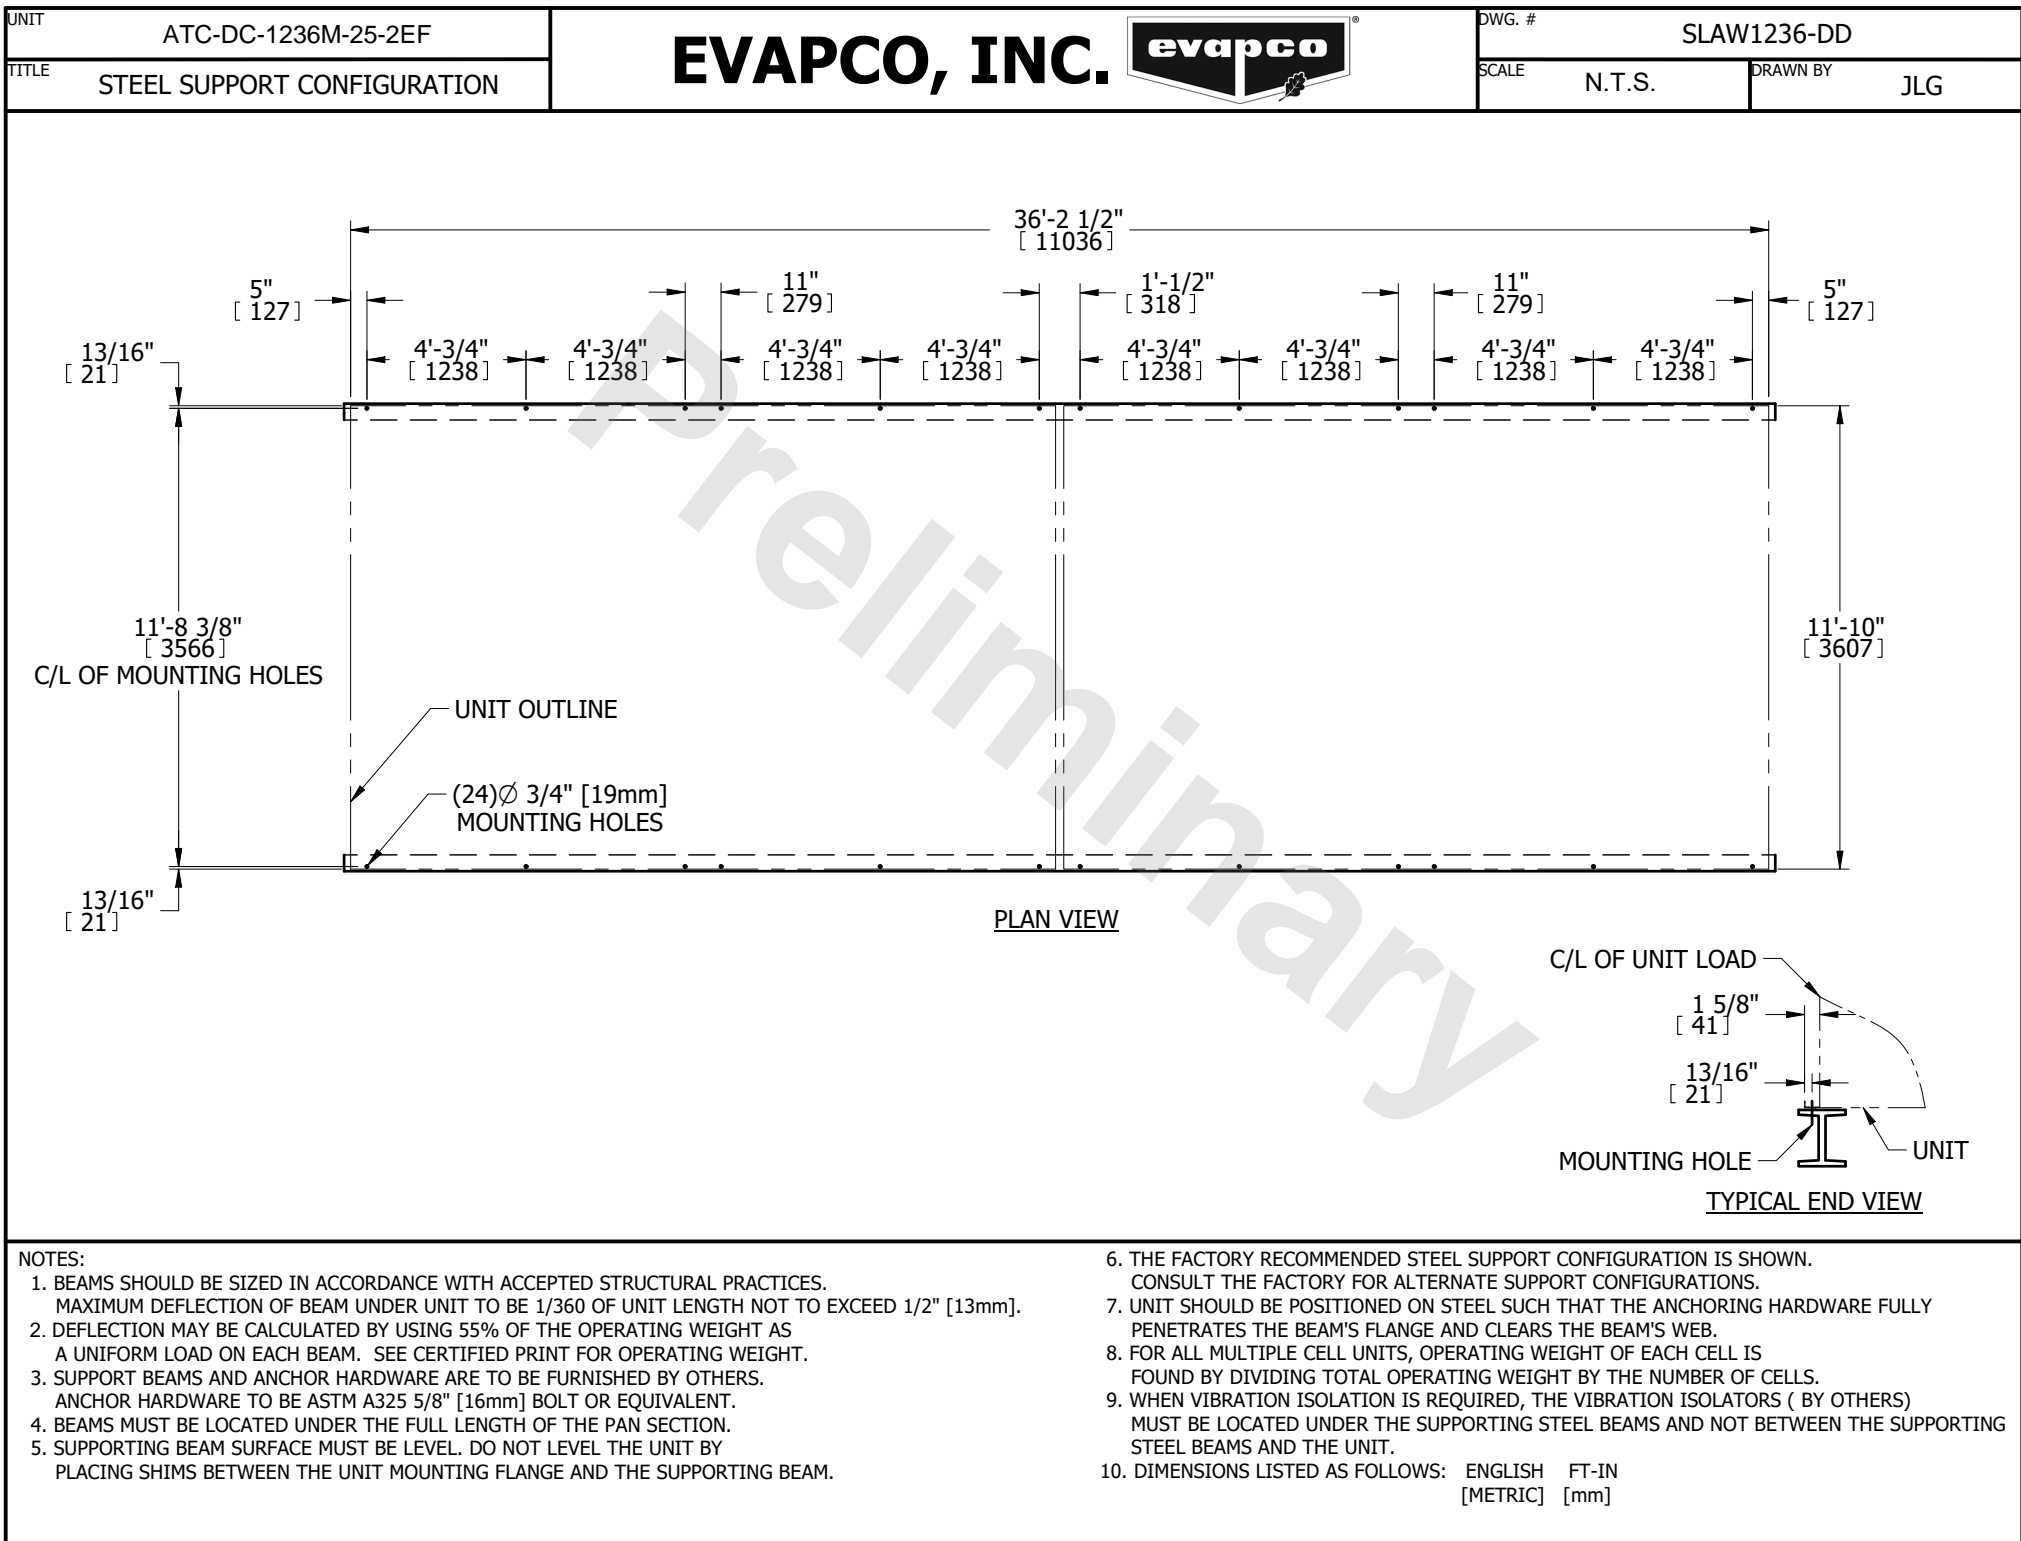 UNIT
ATC-DC-1236M-25-2EF
TITLE
STEEL SUPPORT CONFIGURATION
EVAPCO, INC.
evapco
®
DWG. #
SLAW1236-DD
SCALE
N.T.S.
DRAWN BY
JLG
36'-2 1/2"
[ 11036 ]
5"
[ 127 ]
11"
[ 279 ]
1'-1/2"
[ 318 ]
11"
[ 279 ]
5"
[ 127 ]
13/16"
[ 21 ]
4'-3/4"
[ 1238 ]
4'-3/4"
[ 1238 ]
4'-3/4"
[ 1238 ]
4'-3/4"
[ 1238 ]
4'-3/4"
[ 1238 ]
4'-3/4"
[ 1238 ]
4'-3/4"
[ 1238 ]
4'-3/4"
[ 1238 ]
Preliminary
11'-8 3/8"
[ 3566 ]
C/L OF MOUNTING HOLES
11'-10"
[ 3607 ]
UNIT OUTLINE
(24)Ø 3/4" [19mm]
MOUNTING HOLES
13/16"
[ 21 ]
PLAN VIEW
C/L OF UNIT LOAD
1 5/8"
[ 41 ]
13/16"
[ 21 ]
MOUNTING HOLE
UNIT
TYPICAL END VIEW
NOTES:
1. BEAMS SHOULD BE SIZED IN ACCORDANCE WITH ACCEPTED STRUCTURAL PRACTICES.
MAXIMUM DEFLECTION OF BEAM UNDER UNIT TO BE 1/360 OF UNIT LENGTH NOT TO EXCEED 1/2" [13mm].
2. DEFLECTION MAY BE CALCULATED BY USING 55% OF THE OPERATING WEIGHT AS
A UNIFORM LOAD ON EACH BEAM. SEE CERTIFIED PRINT FOR OPERATING WEIGHT.
3. SUPPORT BEAMS AND ANCHOR HARDWARE ARE TO BE FURNISHED BY OTHERS.
ANCHOR HARDWARE TO BE ASTM A325 5/8" [16mm] BOLT OR EQUIVALENT.
4. BEAMS MUST BE LOCATED UNDER THE FULL LENGTH OF THE PAN SECTION.
5. SUPPORTING BEAM SURFACE MUST BE LEVEL. DO NOT LEVEL THE UNIT BY
PLACING SHIMS BETWEEN THE UNIT MOUNTING FLANGE AND THE SUPPORTING BEAM.
6. THE FACTORY RECOMMENDED STEEL SUPPORT CONFIGURATION IS SHOWN.
CONSULT THE FACTORY FOR ALTERNATE SUPPORT CONFIGURATIONS.
7. UNIT SHOULD BE POSITIONED ON STEEL SUCH THAT THE ANCHORING HARDWARE FULLY
PENETRATES THE BEAM'S FLANGE AND CLEARS THE BEAM'S WEB.
8. FOR ALL MULTIPLE CELL UNITS, OPERATING WEIGHT OF EACH CELL IS
FOUND BY DIVIDING TOTAL OPERATING WEIGHT BY THE NUMBER OF CELLS.
9. WHEN VIBRATION ISOLATION IS REQUIRED, THE VIBRATION ISOLATORS ( BY OTHERS)
MUST BE LOCATED UNDER THE SUPPORTING STEEL BEAMS AND NOT BETWEEN THE SUPPORTING
STEEL BEAMS AND THE UNIT.
10. DIMENSIONS LISTED AS FOLLOWS: ENGLISH FT-IN
[METRIC] [mm]